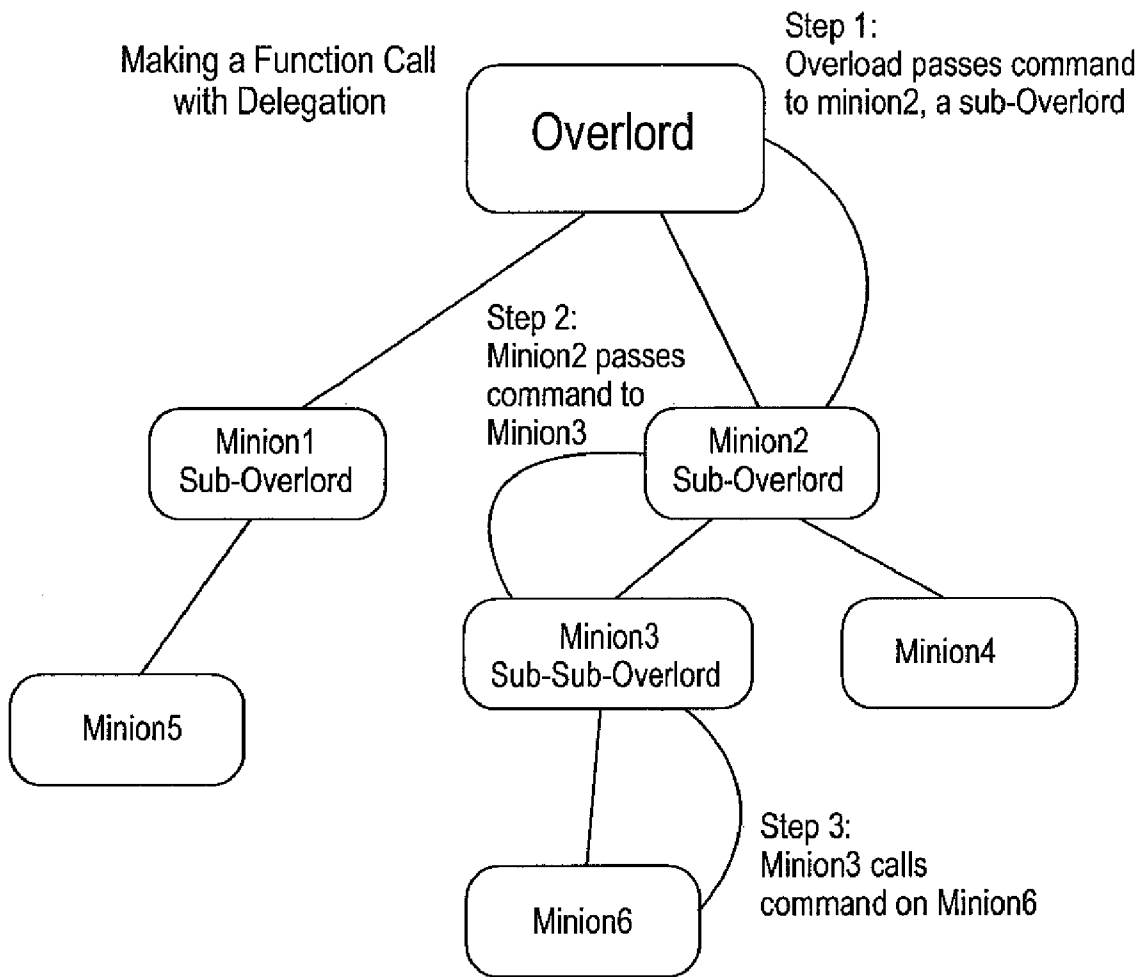 Making a Function Call
with Delegation
Step 1:
Overload passes command
to minion2, a sub-Overlord
Overlord
Step 2:
Minion2 passes
command to
Minion3
Minion1
Sub-Overlord
Minion2
Sub-Overlord
Minion3
Sub-Sub-Overlord
Minion4
Minion5
Step 3:
Minion3 calls
command on Minion6
Minion6